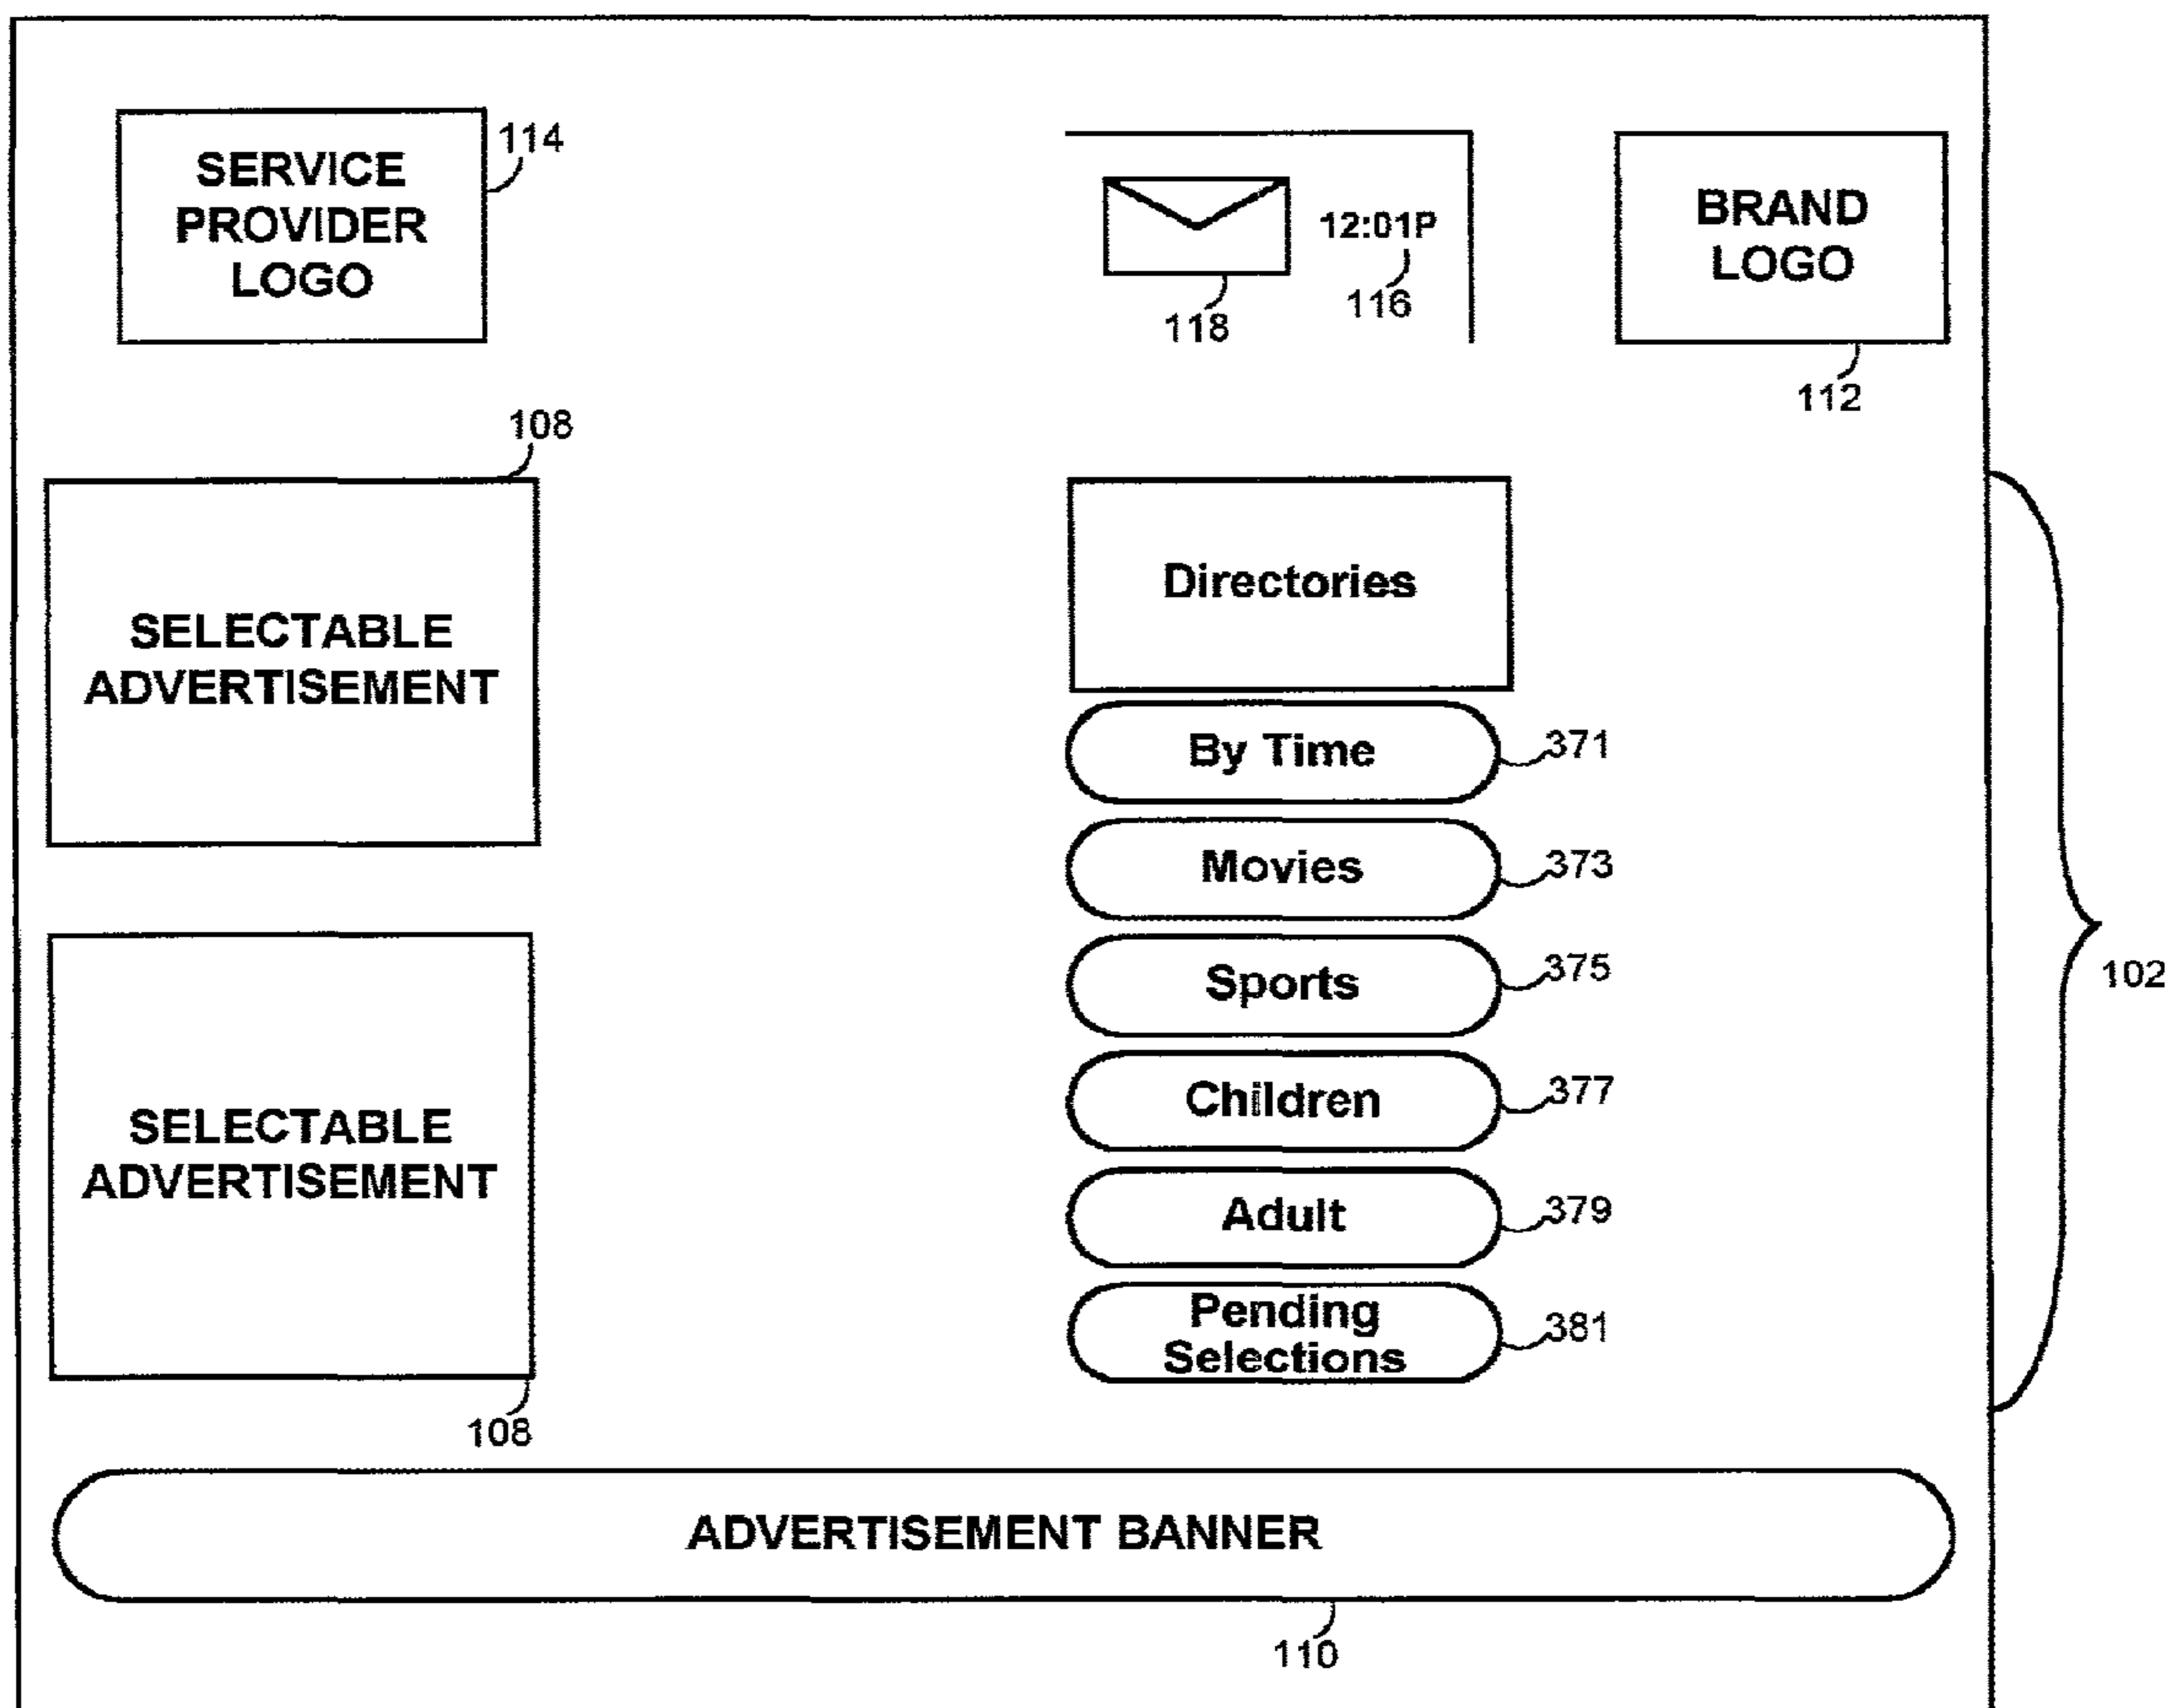 SERVICE
PROVIDER
LOGO
114
12:01P
118
116
BRAND
LOGO
112
108
SELECTABLE
ADVERTISEMENT
Directories
By Time
371
Movies
373
Sports
375
Children
377
Adult
379
Pending
Selections
381
102
SELECTABLE
ADVERTISEMENT
108
ADVERTISEMENT BANNER
110